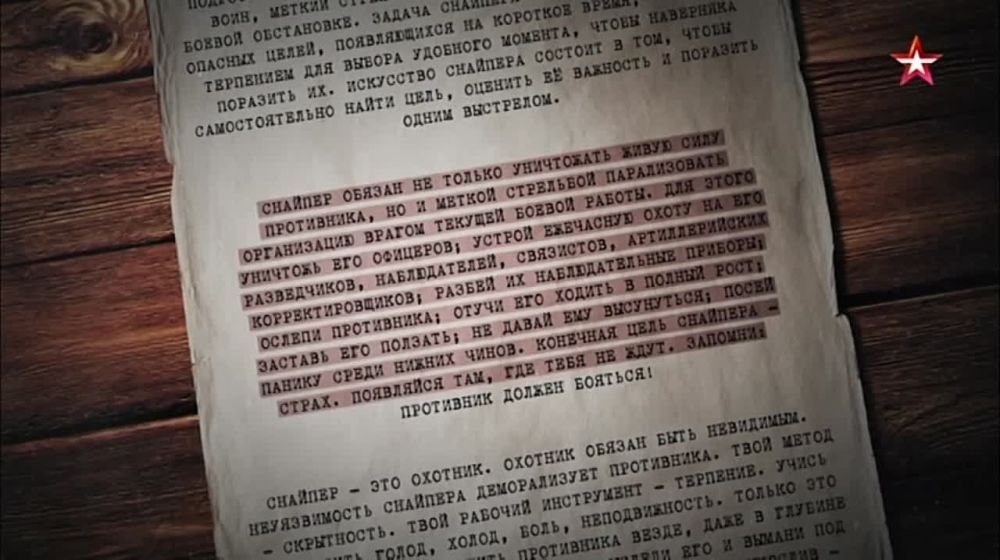 ВОИН, МЕТКИЙ
БОЕВОЙ ОБСТАНОВКЕ. ЗАДАЧА СНАЙПЕРА
ОПАСНЫХ ЦЕЛЕЙ, ПОЯВЛЯЮЩИХСЯ НА КОРОТКОЕ ВРЕМЯ,
ТЕРПЕНИЕМ ДЛЯ ВЫБОРА УДОБНОГО МОМЕНТА, ЧТОБЫ НАВЕРНЯКА
ПОРАЗИТЬ ИХ. ИСКУССТВО СНАЙПЕРА СОСТОИТ В ТОМ, ЧТОБЫ
САМОСТОЯТЕЛЬНО НАЙТИ ЦЕЛЬ, ОЦЕНИТЬ ЕЁ ВАЖНОСТЬ И ПОРАЗИТЬ
ОДНИМ ВЫСТРЕЛОМ.
СНАЙПЕР ОБЯЗАН НЕ ТОЛЬКО УНИЧТОЖАТЬ ЖИВУЮ СИЛУ
ПРОТИВНИКА, НО И МЕТКОЙ СТРЕЛЬБОЙ ПАРАЛИЗОВАТЬ
ОРГАНИЗАЦИЮ ВРАГОМ ТЕКУЩЕЙ БОЕВОЙ РАБОТЫ. ДЛЯ ЭТОГО
УНИЧТОЖЬ ЕГО ОФИЦЕРОВ; УСТРОЙ ЕЖЕЧАСНУЮ ОХОТУ НА ЕГО
РАЗВЕДЧИКОВ, НАБЛЮДАТЕЛЕЙ, СВЯЗИСТОВ, АРТИЛЛЕРИЙСКИХ
КОРРЕКТИРОВЩИКОВ; РАЗБЕЙ ИХ НАБЛЮДАТЕЛЬНЫЕ ПРИБОРЫ;
ОСЛЕПИ ПРОТИВНИКА; ОТУЧИ ЕГО ХОДИТЬ В ПОЛНЫЙ РОСТ;
ЗАСТАВЬ ЕГО ПОЛЗАТЬ; НЕ ДАВАЙ ЕМУ ВЫСУНУТЬСЯ; ПОСЕЙ
ПАНИКУ СРЕДИ НИЖНИХ ЧИНОВ. КОНЕЧНАЯ ЦЕЛЬ СНАЙПЕРА –
СТРАХ. ПОЯВЛЯЙСЯ ТАМ, ГДЕ ТЕБЯ НЕ ЖДУТ. ЗАПОМНИ:
ПРОТИВНИК ДОЛЖЕН БОЯТЬСЯ!
СНАЙПЕР – ЭТО ОХОТНИК. ОХОТНИК ОБЯЗАН БЫТЬ НЕВИДИМЫМ.
НЕУЯЗВИМОСТЬ СНАЙПЕРА ДЕМОРАЛИЗУЕТ ПРОТИВНИКА. ТВОЙ МЕТОД
– СКРЫТНОСТЬ. ТВОЙ РАБОЧИЙ ИНСТРУМЕНТ – ТЕРПЕНИЕ. УЧИСЬ
ГОЛОД, ХОЛОД, БОЛЬ, НЕПОДВИЖНОСТЬ. ТОЛЬКО ЭТО
ПРОТИВНИКА ВЕЗДЕ, ДАЖЕ В ГЛУБИНЕ
ЕГО И ВЫМАНИ ПОД